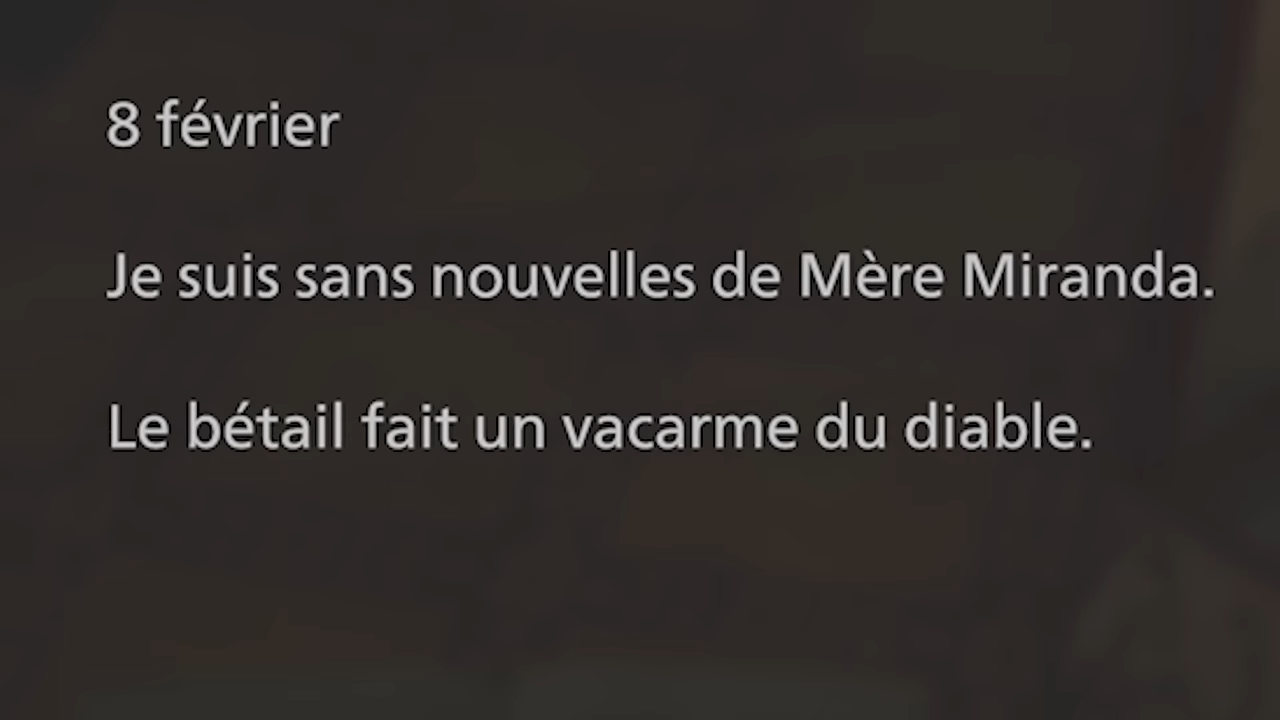 8 février
Je suis sans nouvelles de Mère Miranda.
Le bétail fait un vacarme du diable.